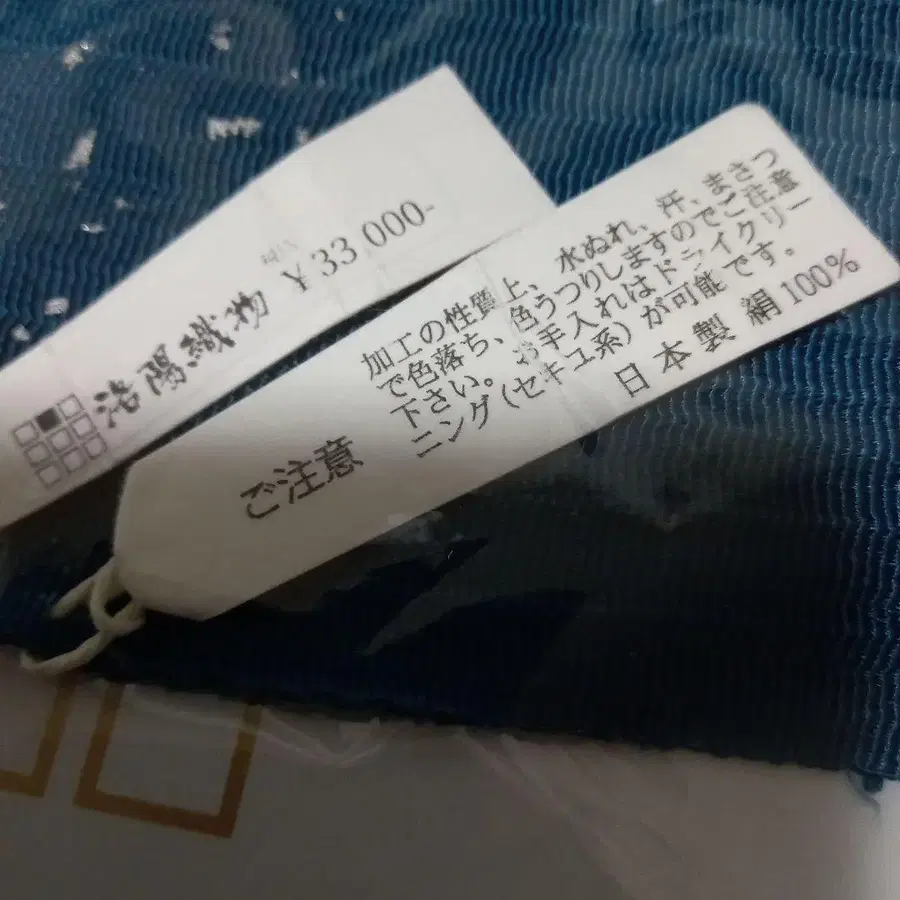 洛陽織物
¥33,000-
ご注意
加工の性質上、水ぬれ、汗、まさつ
で色落ち、色うつりしますのでご注意
下さい。お手入れはドライクリー
ニング(セキユ系)が可能です。
日本製 絹100%